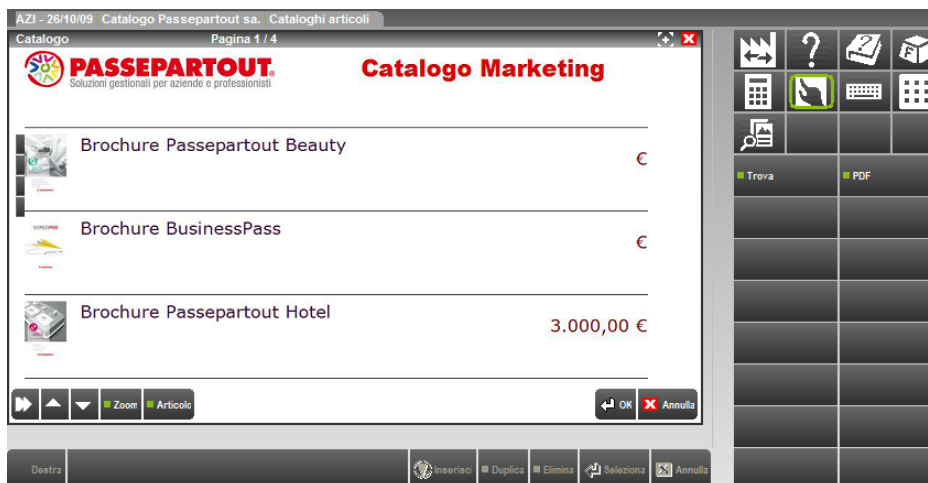 AZI - 26/10/09 Catalogo Passepartout sa. Cataloghi articoli
Catalogo Pagina 1 / 4
PASSEPARTOUT®
Soluzioni gestionali per aziende e professionisti
Catalogo Marketing
Brochure Passepartout Beauty
€
Brochure BusinessPass
€
Brochure Passepartout Hotel
3.000,00 €
Zoom Articolo OK Annulla
Trova PDF
Destra Inserisci Duplica Elimina Seleziona Annulla